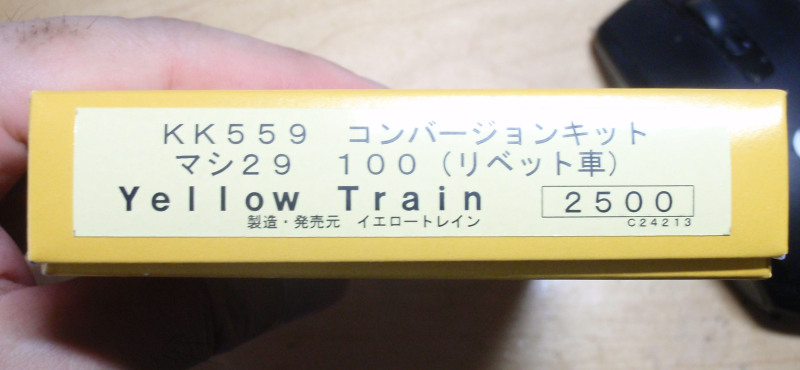 KK559 コンバージョンキット
マシ29 100(リベット車)
Yellow Train 2500
製造・発売元 イエロートレイン C24213